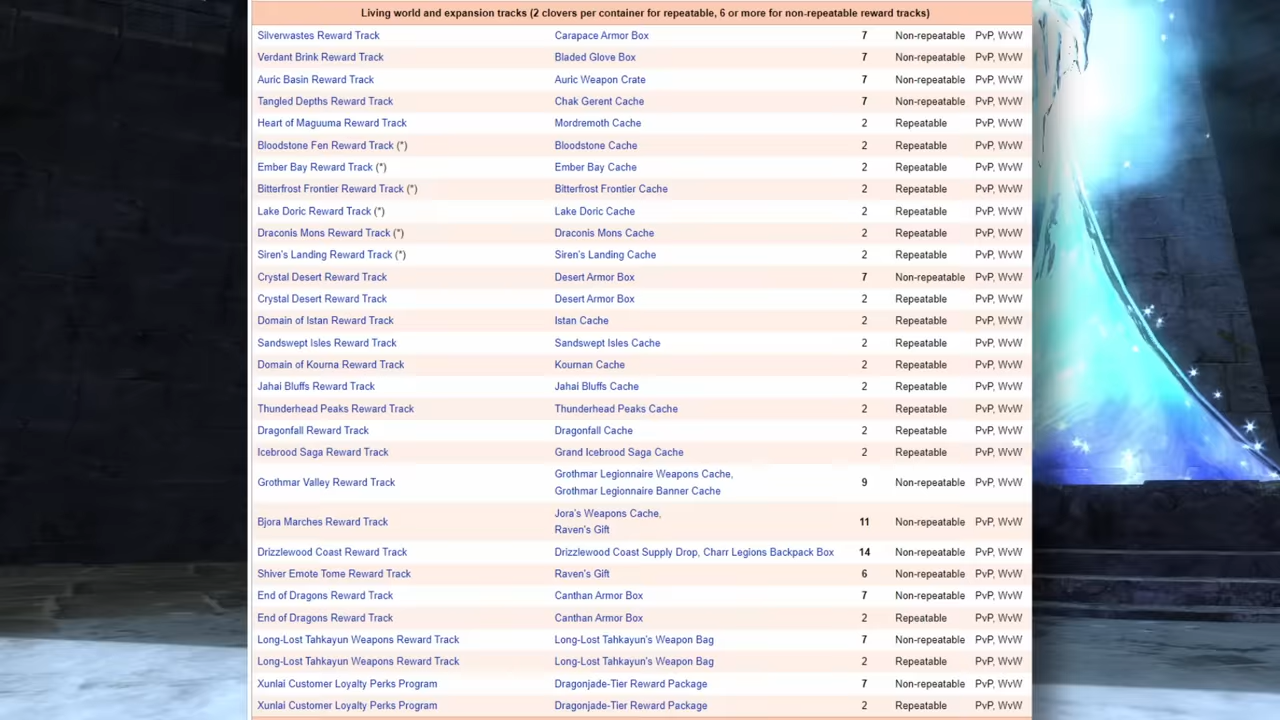 Living world and expansion tracks (2 clovers per container for repeatable, 6 or more for non-repeatable reward tracks)
Silverwastes Reward Track Carapace Armor Box 7 Non-repeatable PvP, WvW
Verdant Brink Reward Track Bladed Glove Box 7 Non-repeatable PvP, WvW
Auric Basin Reward Track Auric Weapon Crate 7 Non-repeatable PvP, WvW
Tangled Depths Reward Track Chak Gerent Cache 7 Non-repeatable PvP, WvW
Heart of Maguuma Reward Track Mordremoth Cache 2 Repeatable PvP, WvW
Bloodstone Fen Reward Track (*) Bloodstone Cache 2 Repeatable PvP, WvW
Ember Bay Reward Track (*) Ember Bay Cache 2 Repeatable PvP, WvW
Bitterfrost Frontier Reward Track (*) Bitterfrost Frontier Cache 2 Repeatable PvP, WvW
Lake Doric Reward Track (*) Lake Doric Cache 2 Repeatable PvP, WvW
Draconis Mons Reward Track (*) Draconis Mons Cache 2 Repeatable PvP, WvW
Siren's Landing Reward Track (*) Siren's Landing Cache 2 Repeatable PvP, WvW
Crystal Desert Reward Track Desert Armor Box 7 Non-repeatable PvP, WvW
Crystal Desert Reward Track Desert Armor Box 2 Repeatable PvP, WvW
Domain of Istan Reward Track Istan Cache 2 Repeatable PvP, WvW
Sandswept Isles Reward Track Sandswept Isles Cache 2 Repeatable PvP, WvW
Domain of Kourna Reward Track Kournan Cache 2 Repeatable PvP, WvW
Jahai Bluffs Reward Track Jahai Bluffs Cache 2 Repeatable PvP, WvW
Thunderhead Peaks Reward Track Thunderhead Peaks Cache 2 Repeatable PvP, WvW
Dragonfall Reward Track Dragonfall Cache 2 Repeatable PvP, WvW
Icebrood Saga Reward Track Grand Icebrood Saga Cache 2 Repeatable PvP, WvW
Grothmar Valley Reward Track Grothmar Legionnaire Weapons Cache, 9 Non-repeatable PvP, WvW
Grothmar Legionnaire Banner Cache
Bjora Marches Reward Track Jora's Weapons Cache, 11 Non-repeatable PvP, WvW
Raven's Gift
Drizzlewood Coast Reward Track Drizzlewood Coast Supply Drop, Charr Legions Backpack Box 14 Non-repeatable PvP, WvW
Shiver Emote Tome Reward Track Raven's Gift 6 Non-repeatable PvP, WvW
End of Dragons Reward Track Canthan Armor Box 7 Non-repeatable PvP, WvW
End of Dragons Reward Track Canthan Armor Box 2 Repeatable PvP, WvW
Long-Lost Tahkayun Weapons Reward Track Long-Lost Tahkayun's Weapon Bag 7 Non-repeatable PvP, WvW
Long-Lost Tahkayun Weapons Reward Track Long-Lost Tahkayun's Weapon Bag 2 Repeatable PvP, WvW
Xunlai Customer Loyalty Perks Program Dragonjade-Tier Reward Package 7 Non-repeatable PvP, WvW
Xunlai Customer Loyalty Perks Program Dragonjade-Tier Reward Package 2 Repeatable PvP, WvW